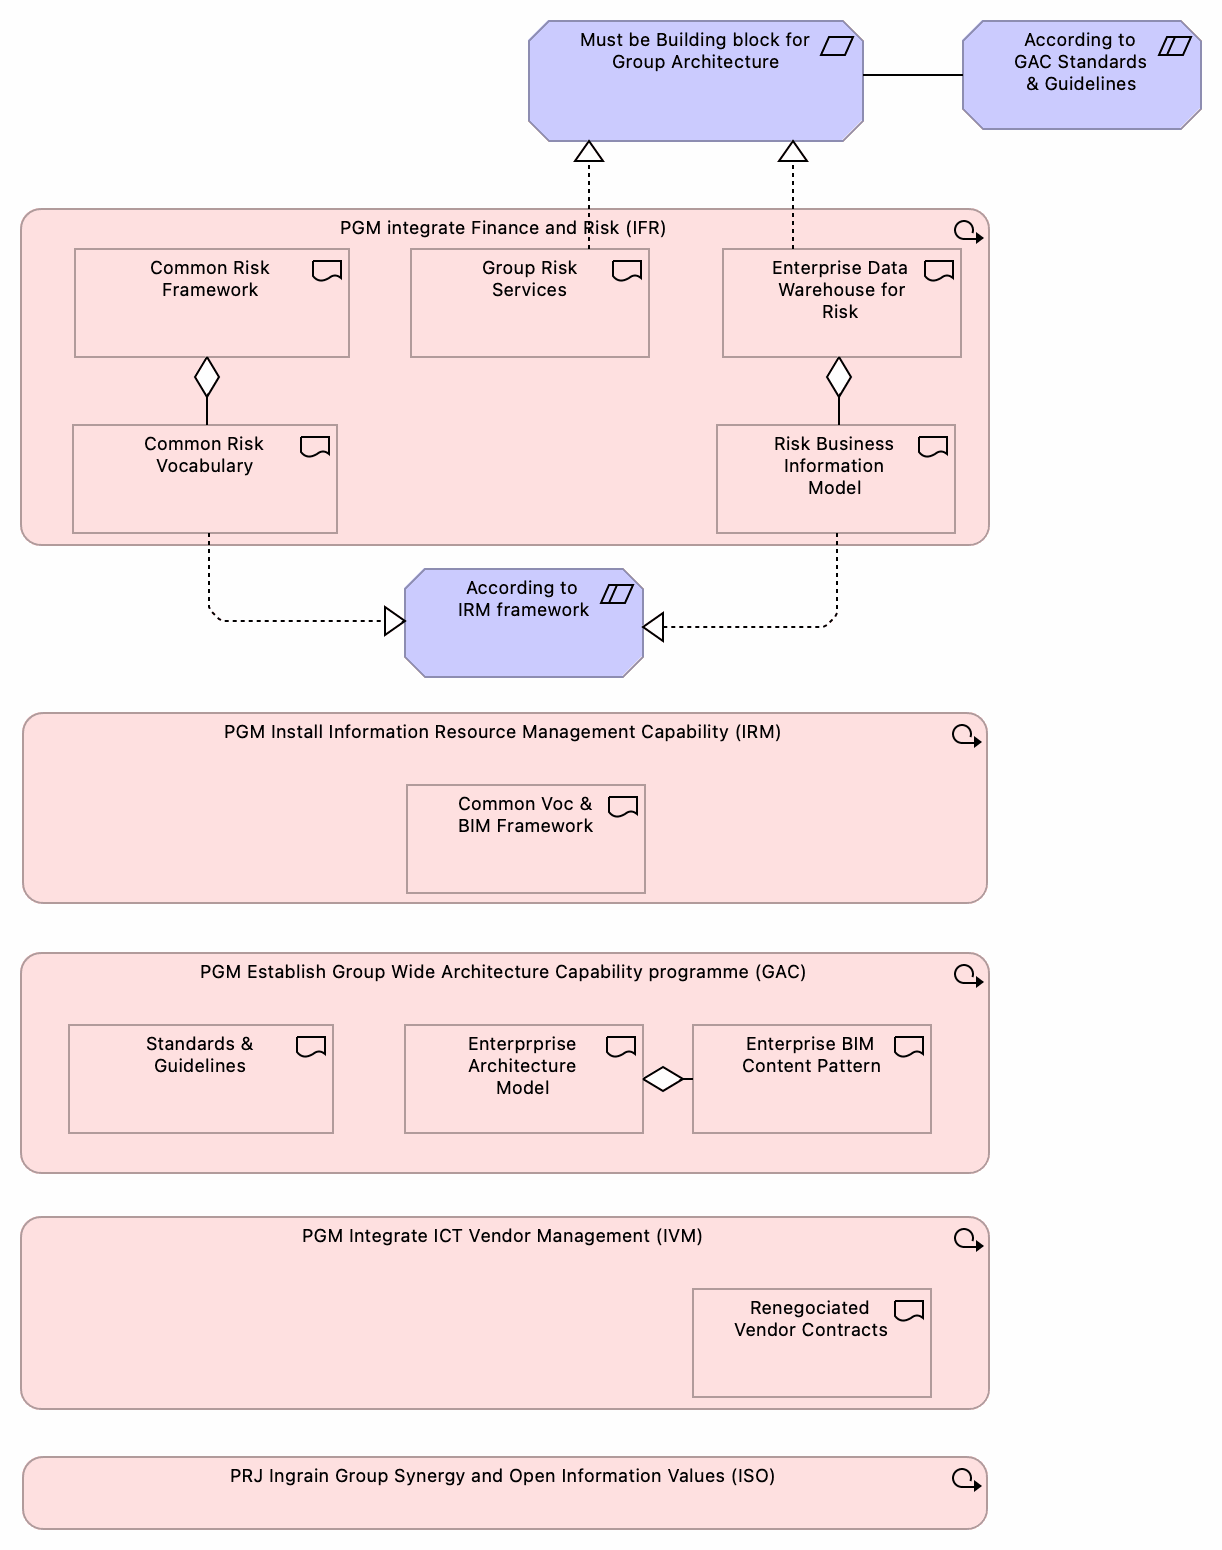 Must be Building block for
Group Architecture
According to
GAC Standards
& Guidelines
PGM integrate Finance and Risk (IFR)
Common Risk
Framework
Group Risk
Services
Enterprise Data
Warehouse for
Risk
Common Risk
Vocabulary
Risk Business
Information
Model
According to
IRM framework
PGM Install Information Resource Management Capability (IRM)
Common Voc &
BIM Framework
PGM Establish Group Wide Architecture Capability programme (GAC)
Standards &
Guidelines
Enterprprise
Architecture
Model
Enterprise BIM
Content Pattern
PGM Integrate ICT Vendor Management (IVM)
Renegociated
Vendor Contracts
PRJ Ingrain Group Synergy and Open Information Values (ISO)